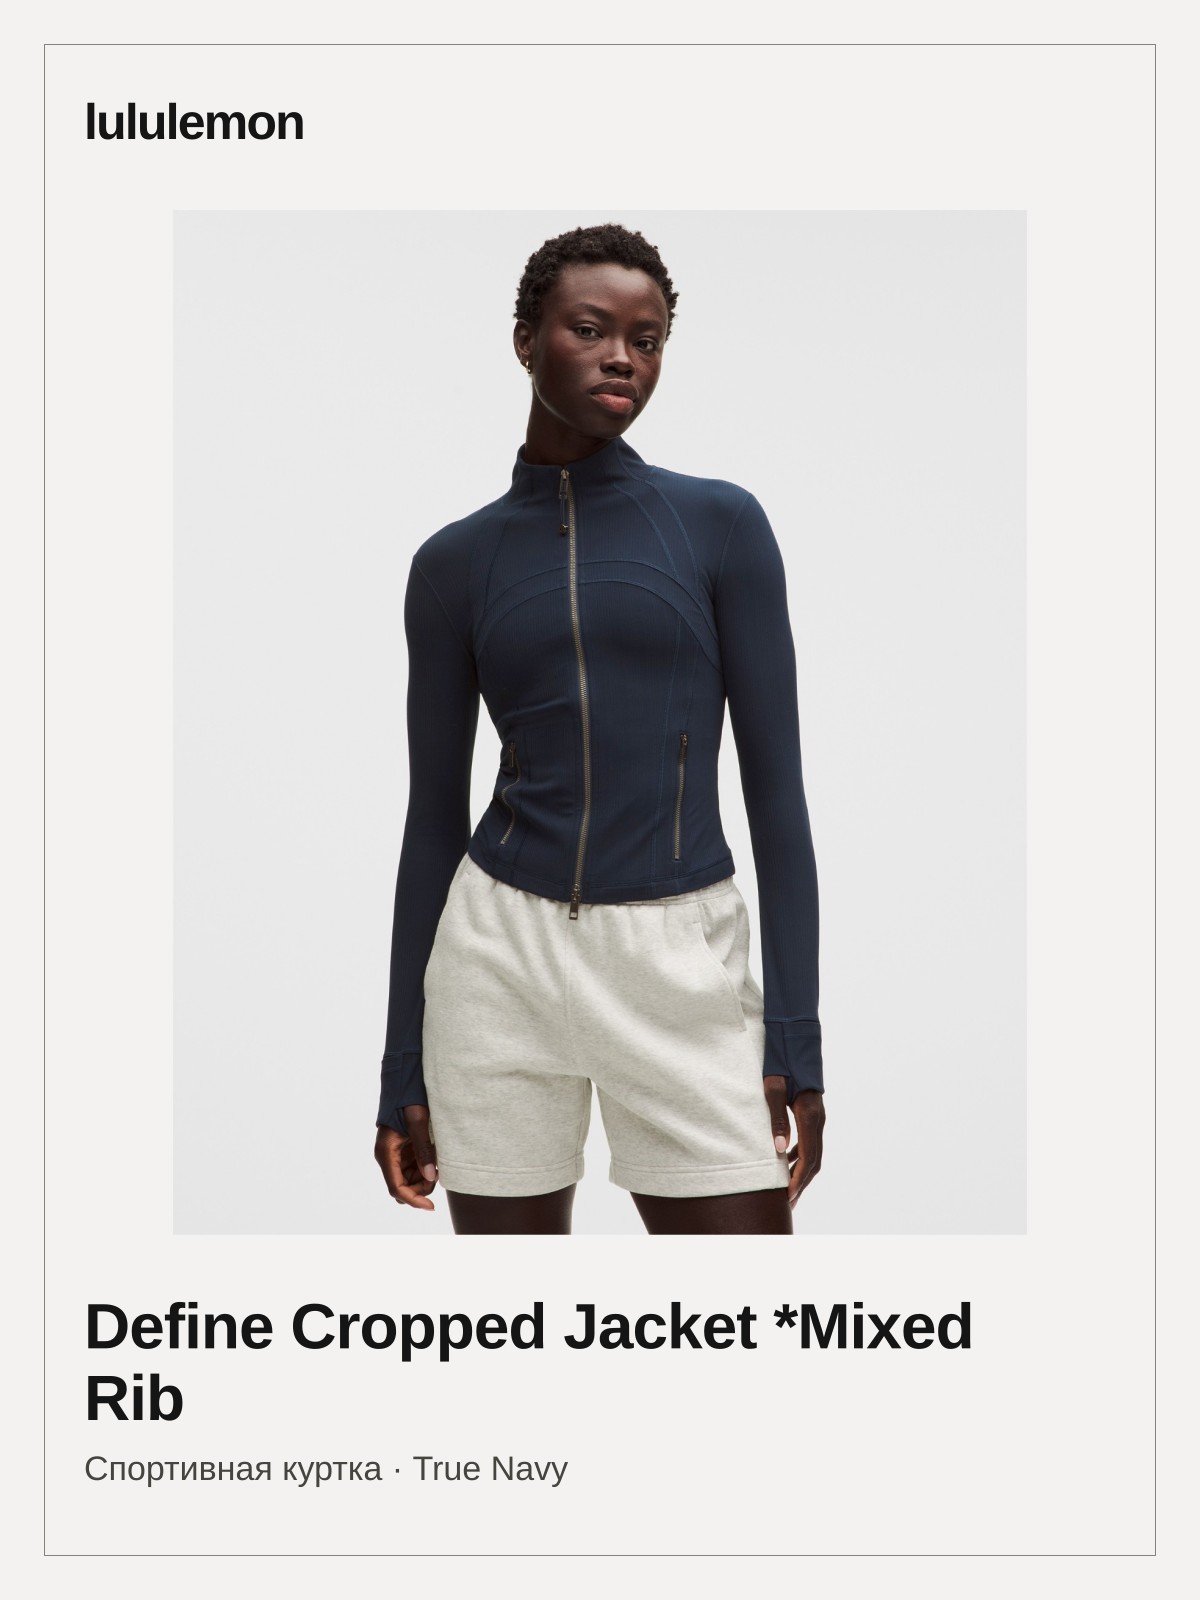 lululemon
Define Cropped Jacket *Mixed
Rib
Спортивная куртка · True Navy